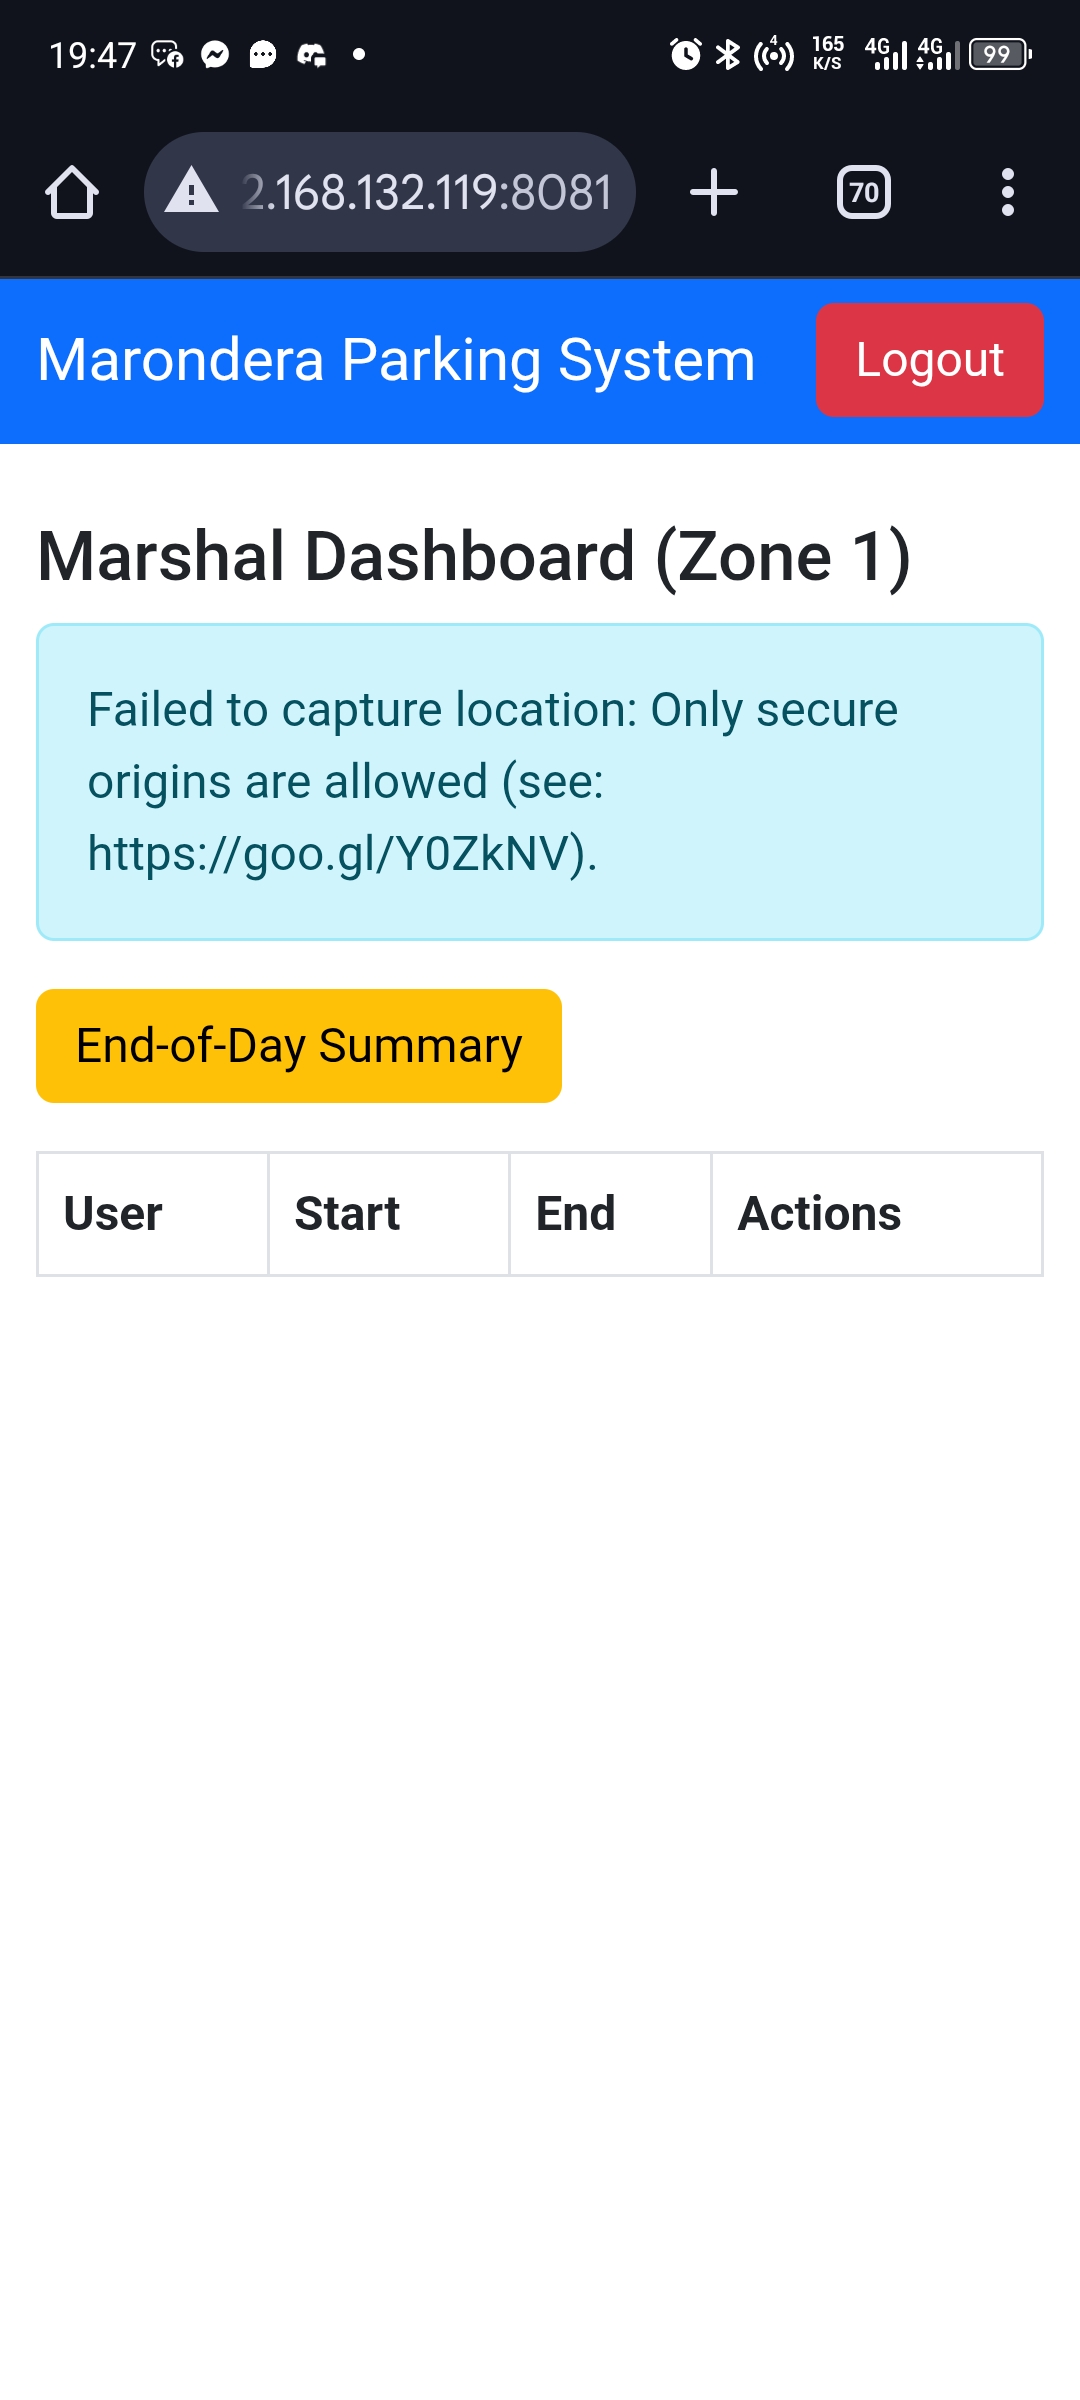 19:47
4
165
K/S
4G
4G
99
2.168.132.119:8081
70
Marondera Parking System
Logout
Marshal Dashboard (Zone 1)
Failed to capture location: Only secure
origins are allowed (see:
https://goo.gl/Y0ZkNV).
End-of-Day Summary
User Start End Actions